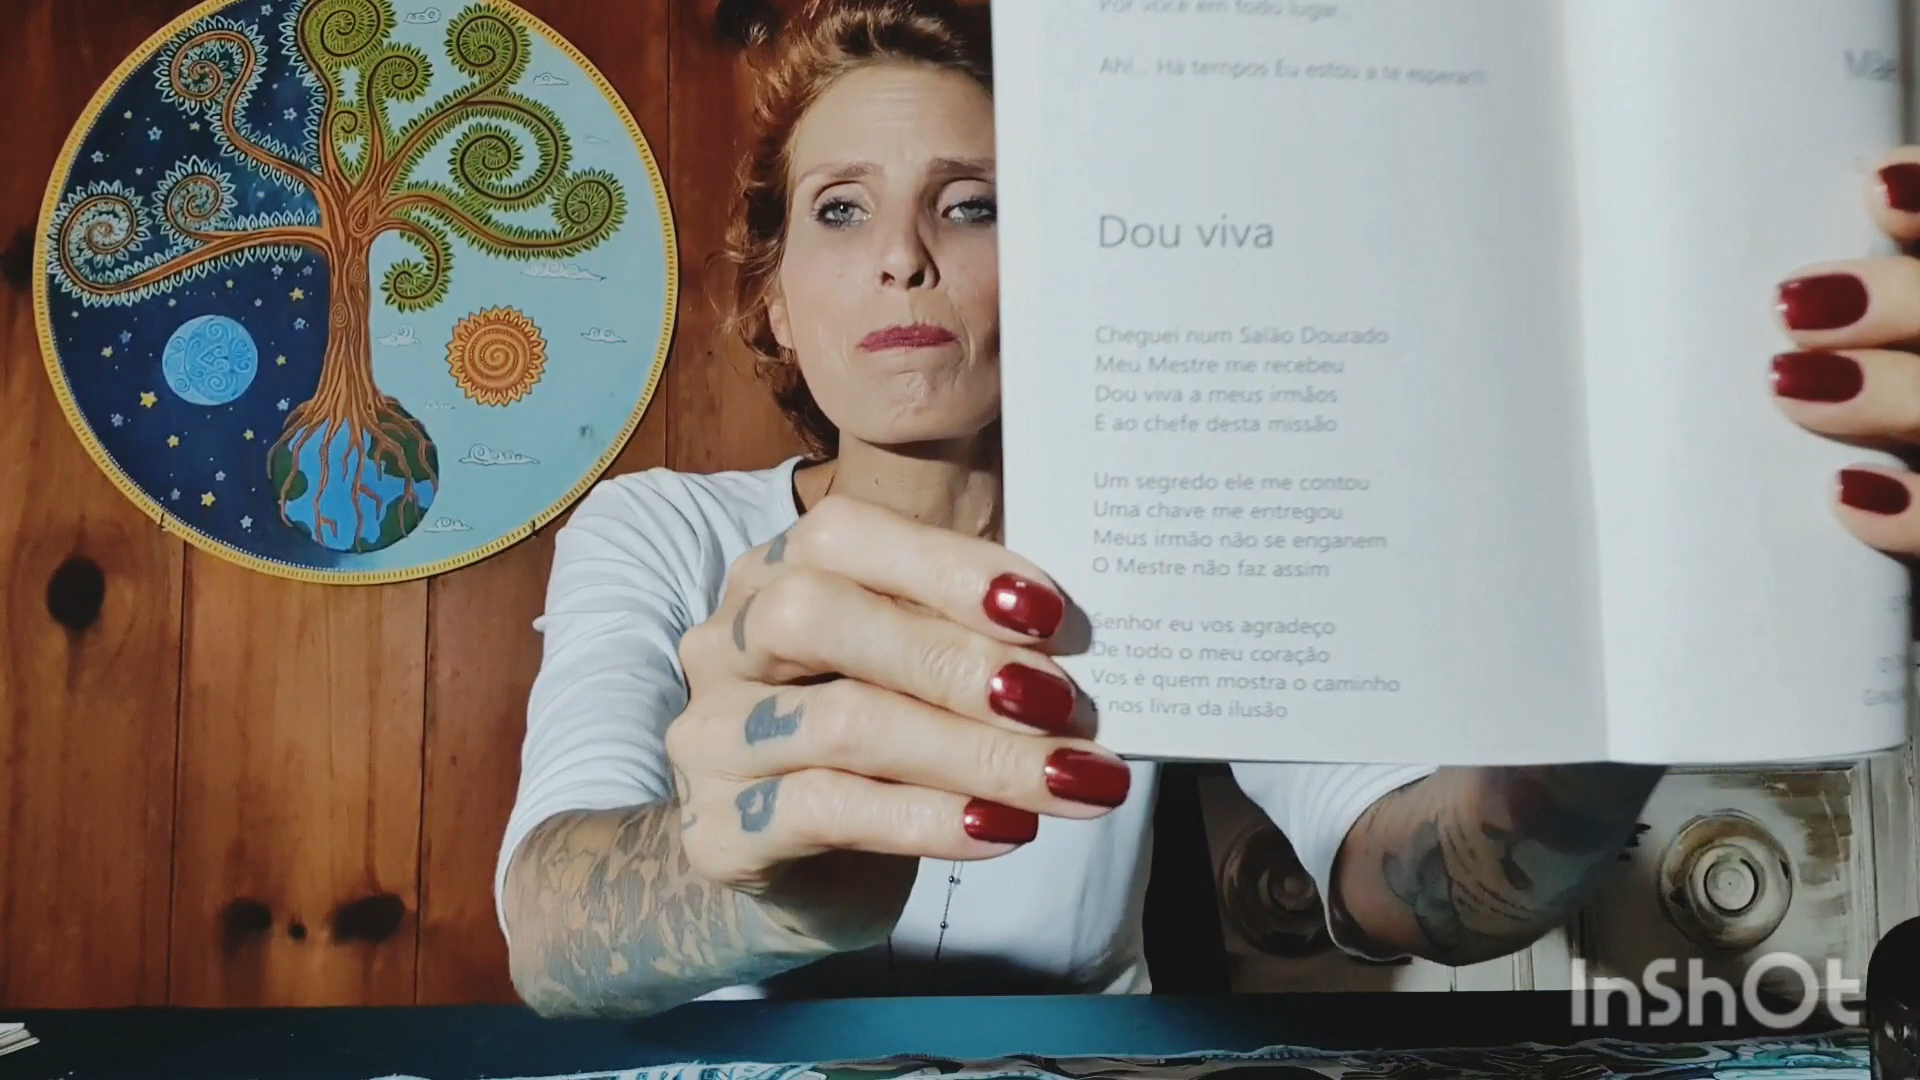 Por você em todo lugar...
Ah!... Há tempos Eu estou a te esperar!
Dou viva
Cheguei num Salão Dourado
Meu Mestre me recebeu
Dou viva a meus irmãos
E ao chefe desta missão
Um segredo ele me contou
Uma chave me entregou
Meus irmão não se enganem
O Mestre não faz assim
Senhor eu vos agradeço
De todo o meu coração
Vos é quem mostra o caminho
E nos livra da ilusão
InShOt